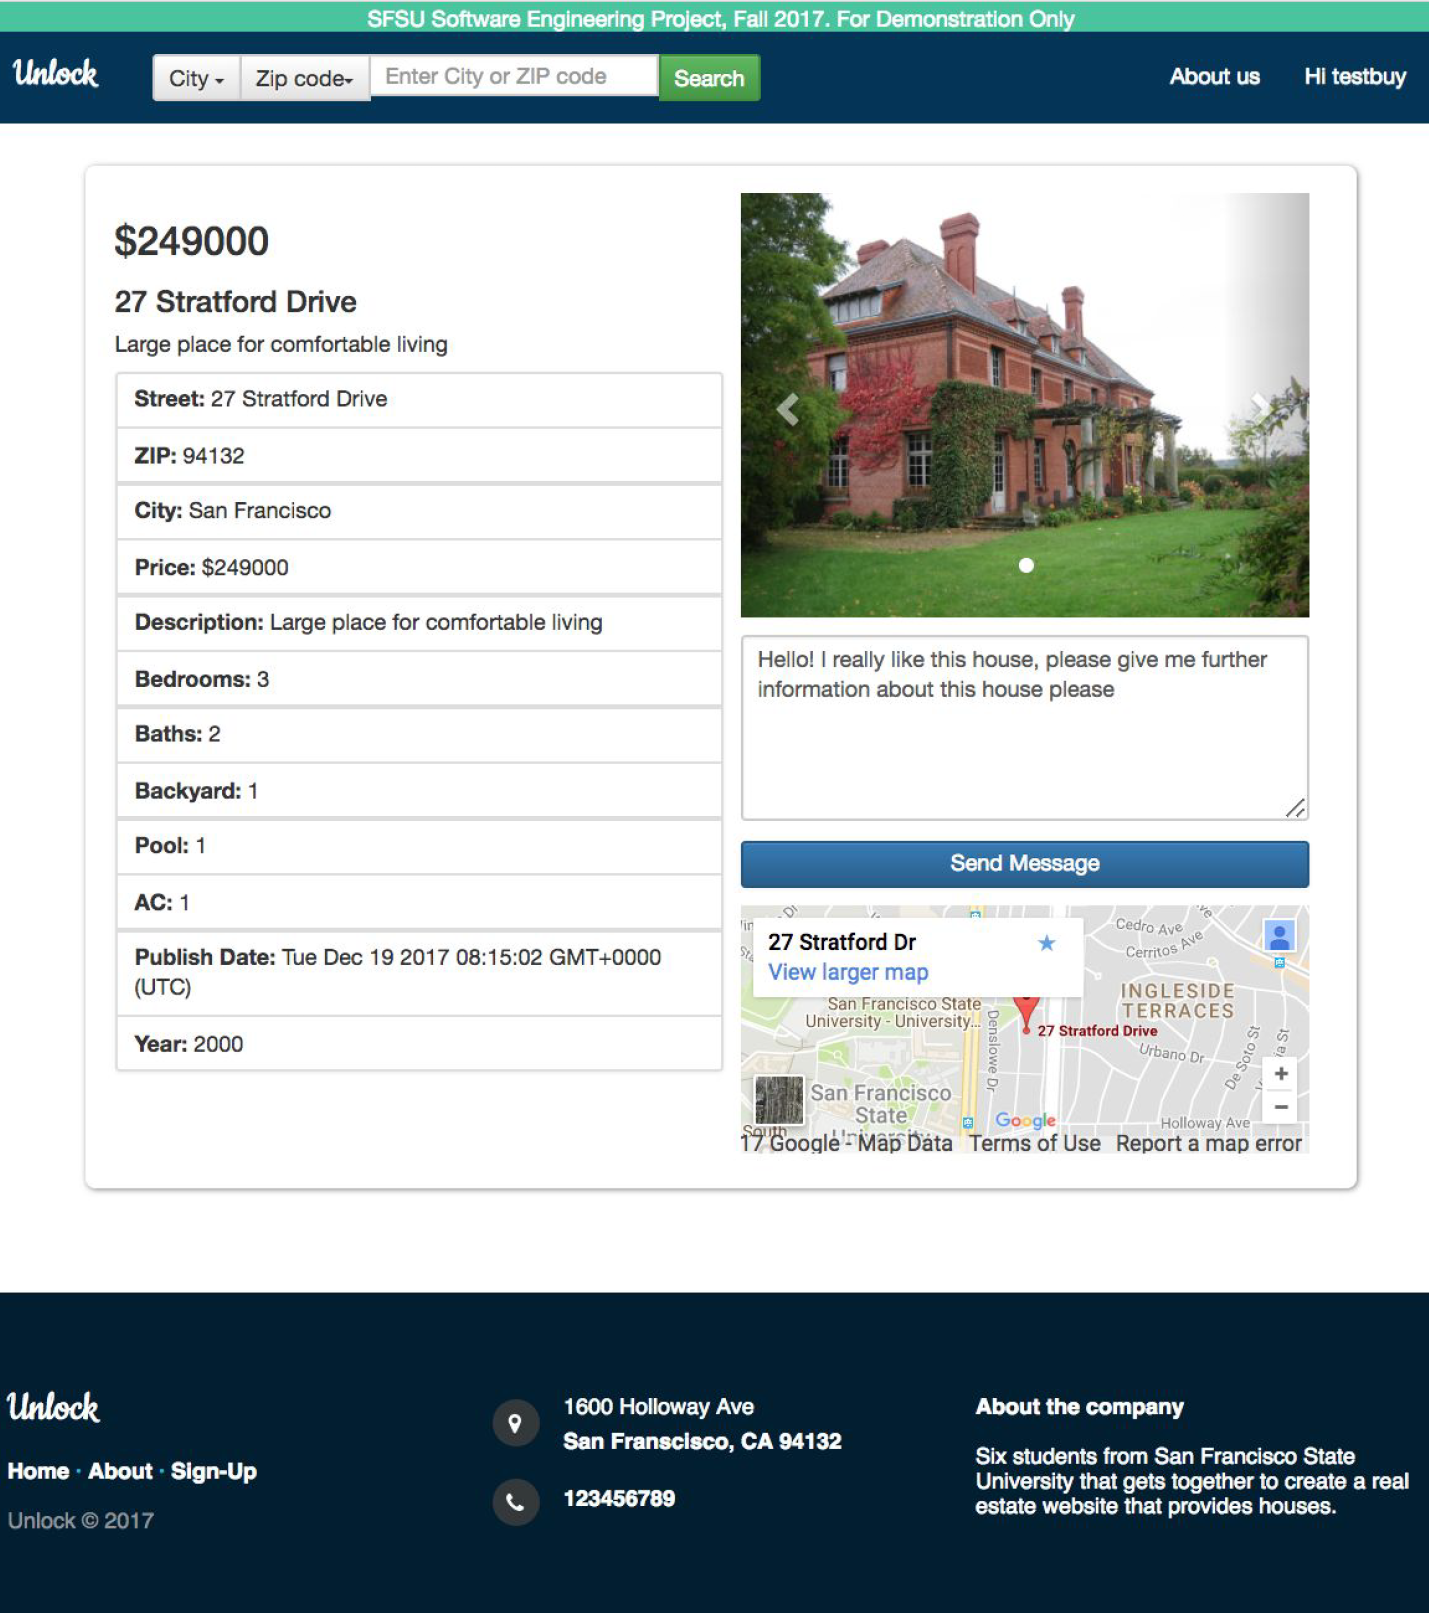 SFSU Software Engineering Project, Fall 2017. For Demonstration Only
Unlock
City
Zip code
Enter City or ZIP code
Search
About us
Hi testbuy
$249000
27 Stratford Drive
Large place for comfortable living
Street: 27 Stratford Drive
ZIP: 94132
City: San Francisco
Price: $249000
Description: Large place for comfortable living
Bedrooms: 3
Baths: 2
Backyard: 1
Pool: 1
AC: 1
Publish Date: Tue Dec 19 2017 08:15:02 GMT+0000
(UTC)
Year: 2000
Hello! I really like this house, please give me further
information about this house please
Send Message
27 Stratford Dr
View larger map
Cedro Ave
Cerritos Ave
INGLESIDE
TERRACES
San Francisco State
University - University...
27 Stratford Drive
Denslowe Dr
Urbano Dr
De Soto St
San Francisco
State
University
South
Holloway Ave
Google
17 Google - Map Data
Terms of Use
Report a map error
Unlock
Home · About · Sign-Up
Unlock © 2017
1600 Holloway Ave
San Franscisco, CA 94132
123456789
About the company
Six students from San Francisco State
University that gets together to create a real
estate website that provides houses.